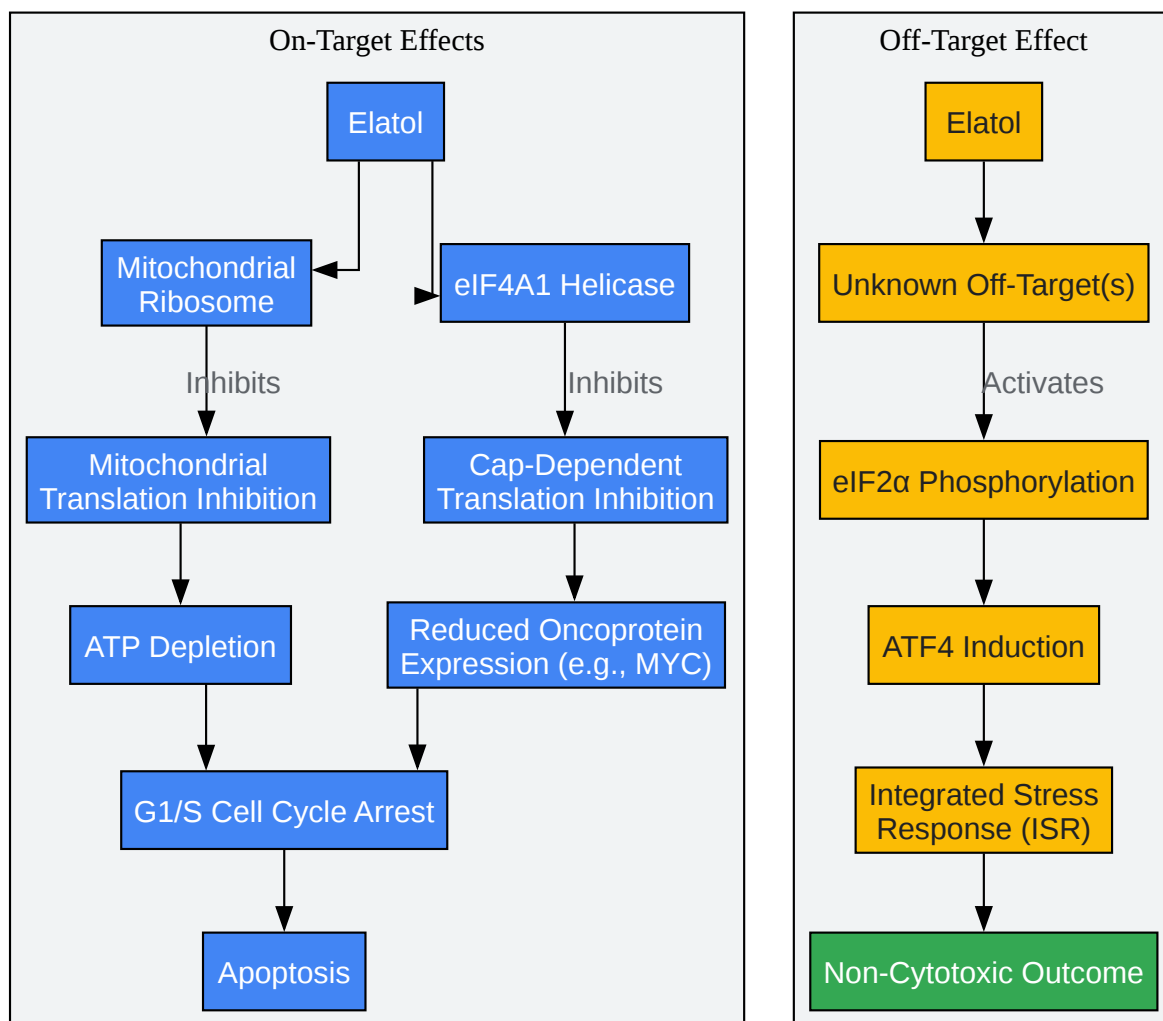 On-Target Effects
Elatol
Mitochondrial
Ribosome
eIF4A1 Helicase
Inhibits
Inhibits
Mitochondrial
Translation Inhibition
Cap-Dependent
Translation Inhibition
ATP Depletion
Reduced Oncoprotein
Expression (e.g., MYC)
G1/S Cell Cycle Arrest
Apoptosis
Off-Target Effect
Elatol
Unknown Off-Target(s)
Activates
eIF2α Phosphorylation
ATF4 Induction
Integrated Stress
Response (ISR)
Non-Cytotoxic Outcome